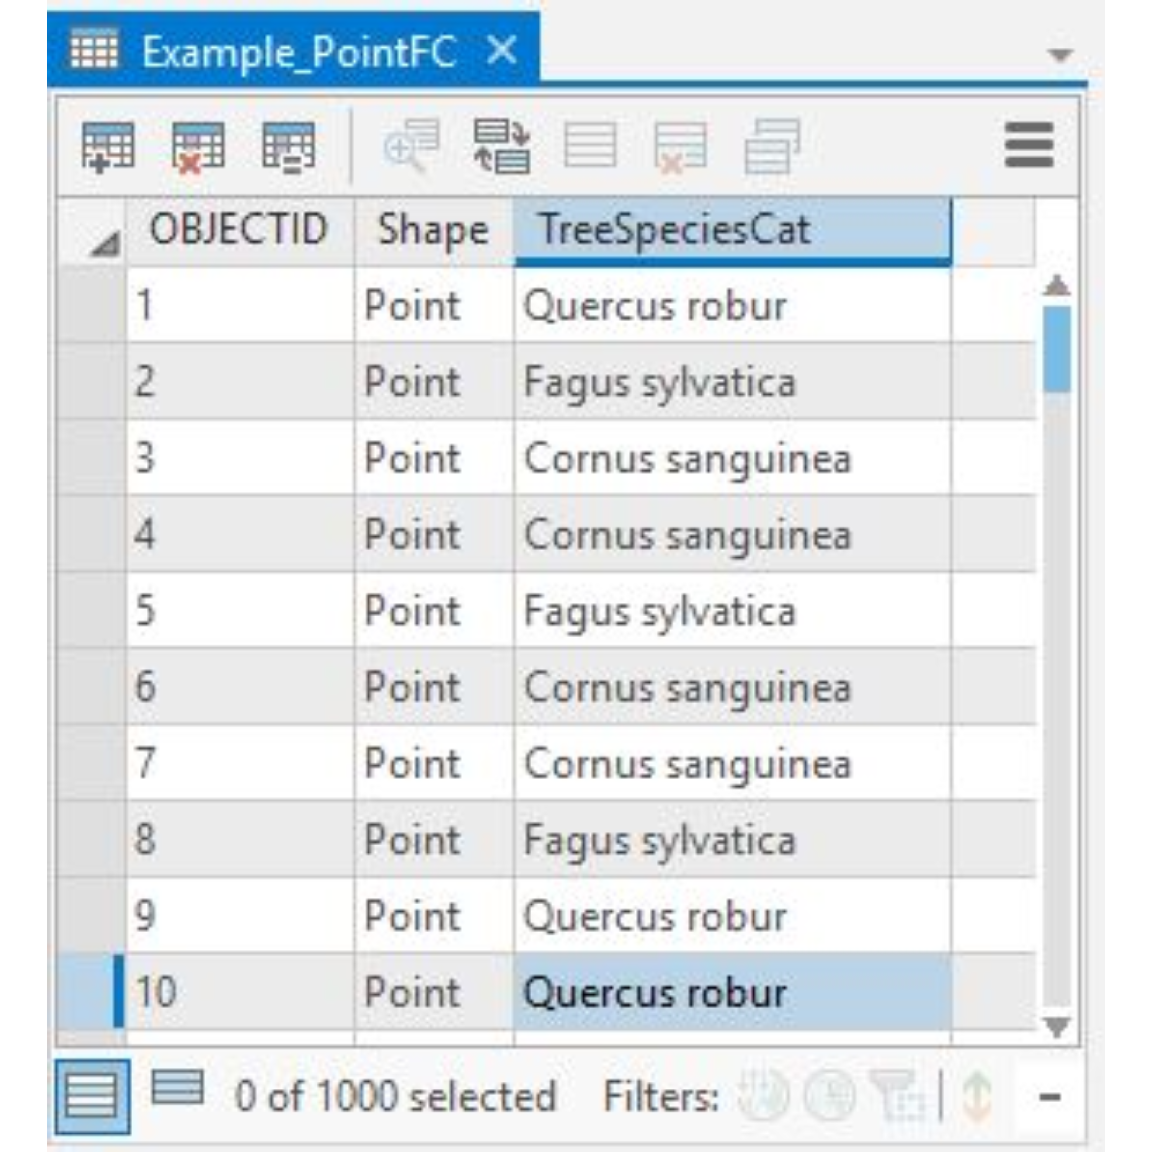 Example_PointFC
OBJECTID Shape TreeSpeciesCat
1 Point Quercus robur
2 Point Fagus sylvatica
3 Point Cornus sanguinea
4 Point Cornus sanguinea
5 Point Fagus sylvatica
6 Point Cornus sanguinea
7 Point Cornus sanguinea
8 Point Fagus sylvatica
9 Point Quercus robur
10 Point Quercus robur
0 of 1000 selected Filters: